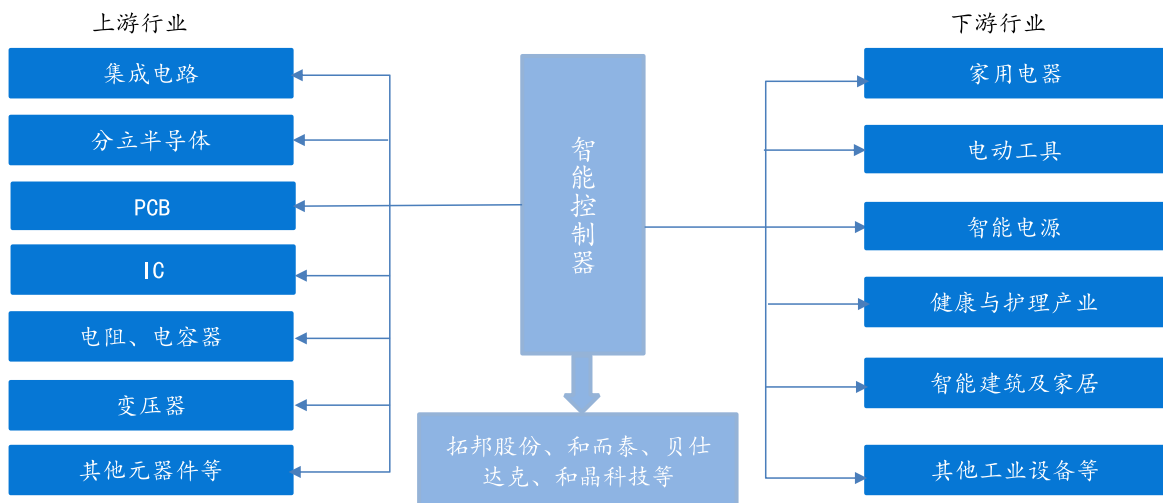 上游行业
集成电路
分立半导体
PCB
IC
电阻、电容器
变压器
其他元器件等
智能控制器
拓邦股份、和而泰、贝仕
达克、和晶科技等
下游行业
家用电器
电动工具
智能电源
健康与护理产业
智能建筑及家居
其他工业设备等